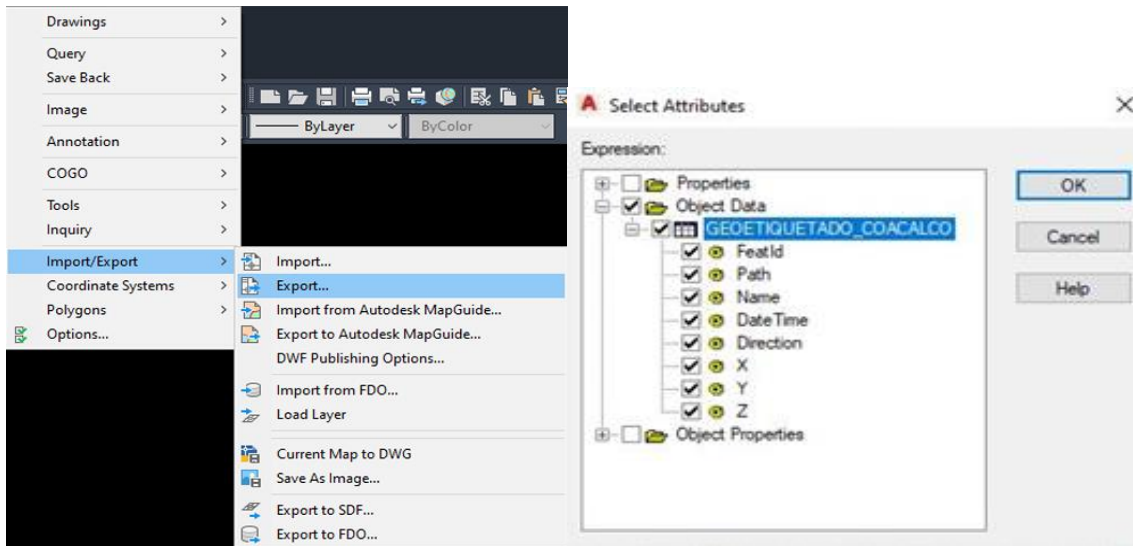 Drawings
Query
Save Back
Image
Annotation
COGO
Tools
Inquiry
Import/Export
Coordinate Systems
Polygons
Options...
ByLayer
ByColor
Import...
Export...
Import from Autodesk MapGuide...
Export to Autodesk MapGuide...
DWF Publishing Options...
Import from FDO...
Load Layer
Current Map to DWG
Save As Image...
Export to SDF...
Export to FDO...
Select Attributes
Expression:
Properties
Object Data
GEOETIQUETADO_COACALCO
FeatId
Path
Name
DateTime
Direction
X
Y
Z
Object Properties
OK
Cancel
Help